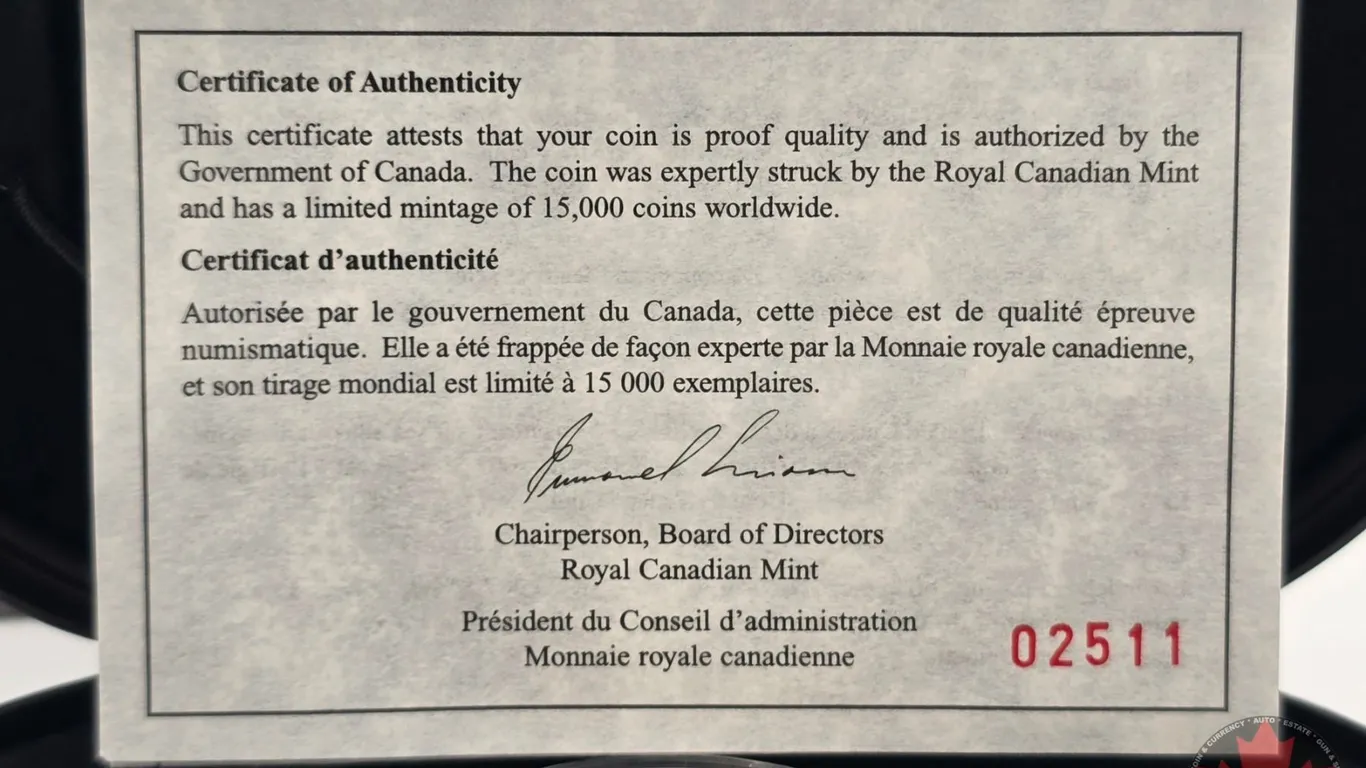 Certificate of Authenticity
This certificate attests that your coin is proof quality and is authorized by the
Government of Canada. The coin was expertly struck by the Royal Canadian Mint
and has a limited mintage of 15,000 coins worldwide.
Certificat d’authenticité
Autorisée par le gouvernement du Canada, cette pièce est de qualité épreuve
numismatique. Elle a été frappée de façon experte par la Monnaie royale canadienne,
et son tirage mondial est limité à 15 000 exemplaires.
Chairperson, Board of Directors
Royal Canadian Mint
Président du Conseil d’administration
Monnaie royale canadienne
02511
& CURRENCY · AUTO · ESTATE · GUN &